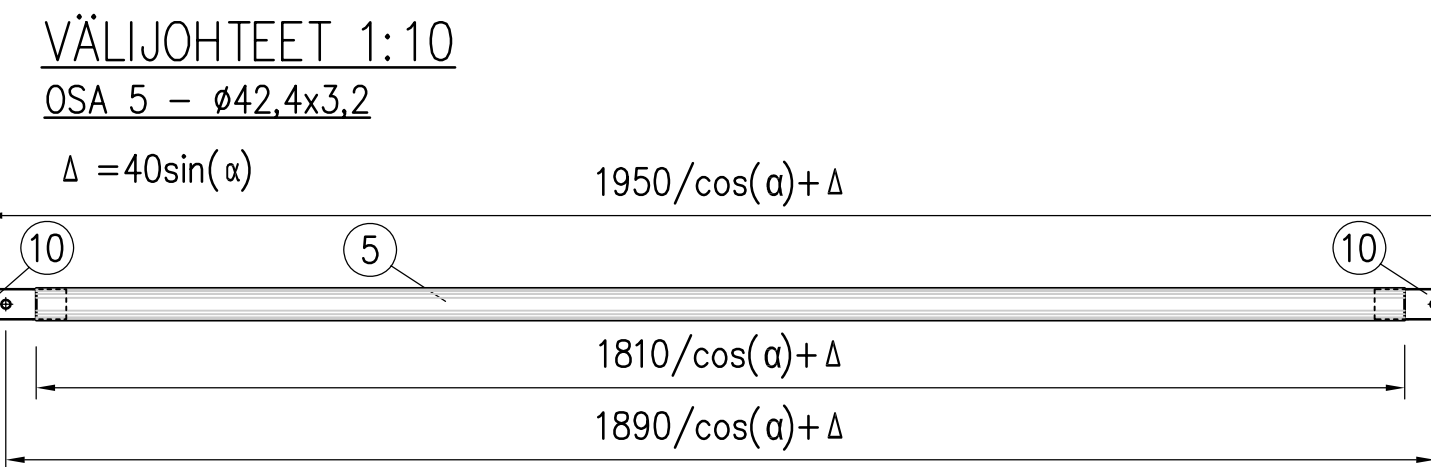 VÄLIJOHTEET 1:10
OSA 5 - ø42,4x3,2
Δ =40sin(α)
1950/cos(α)+Δ
10
5
10
1810/cos(α)+Δ
1890/cos(α)+Δ